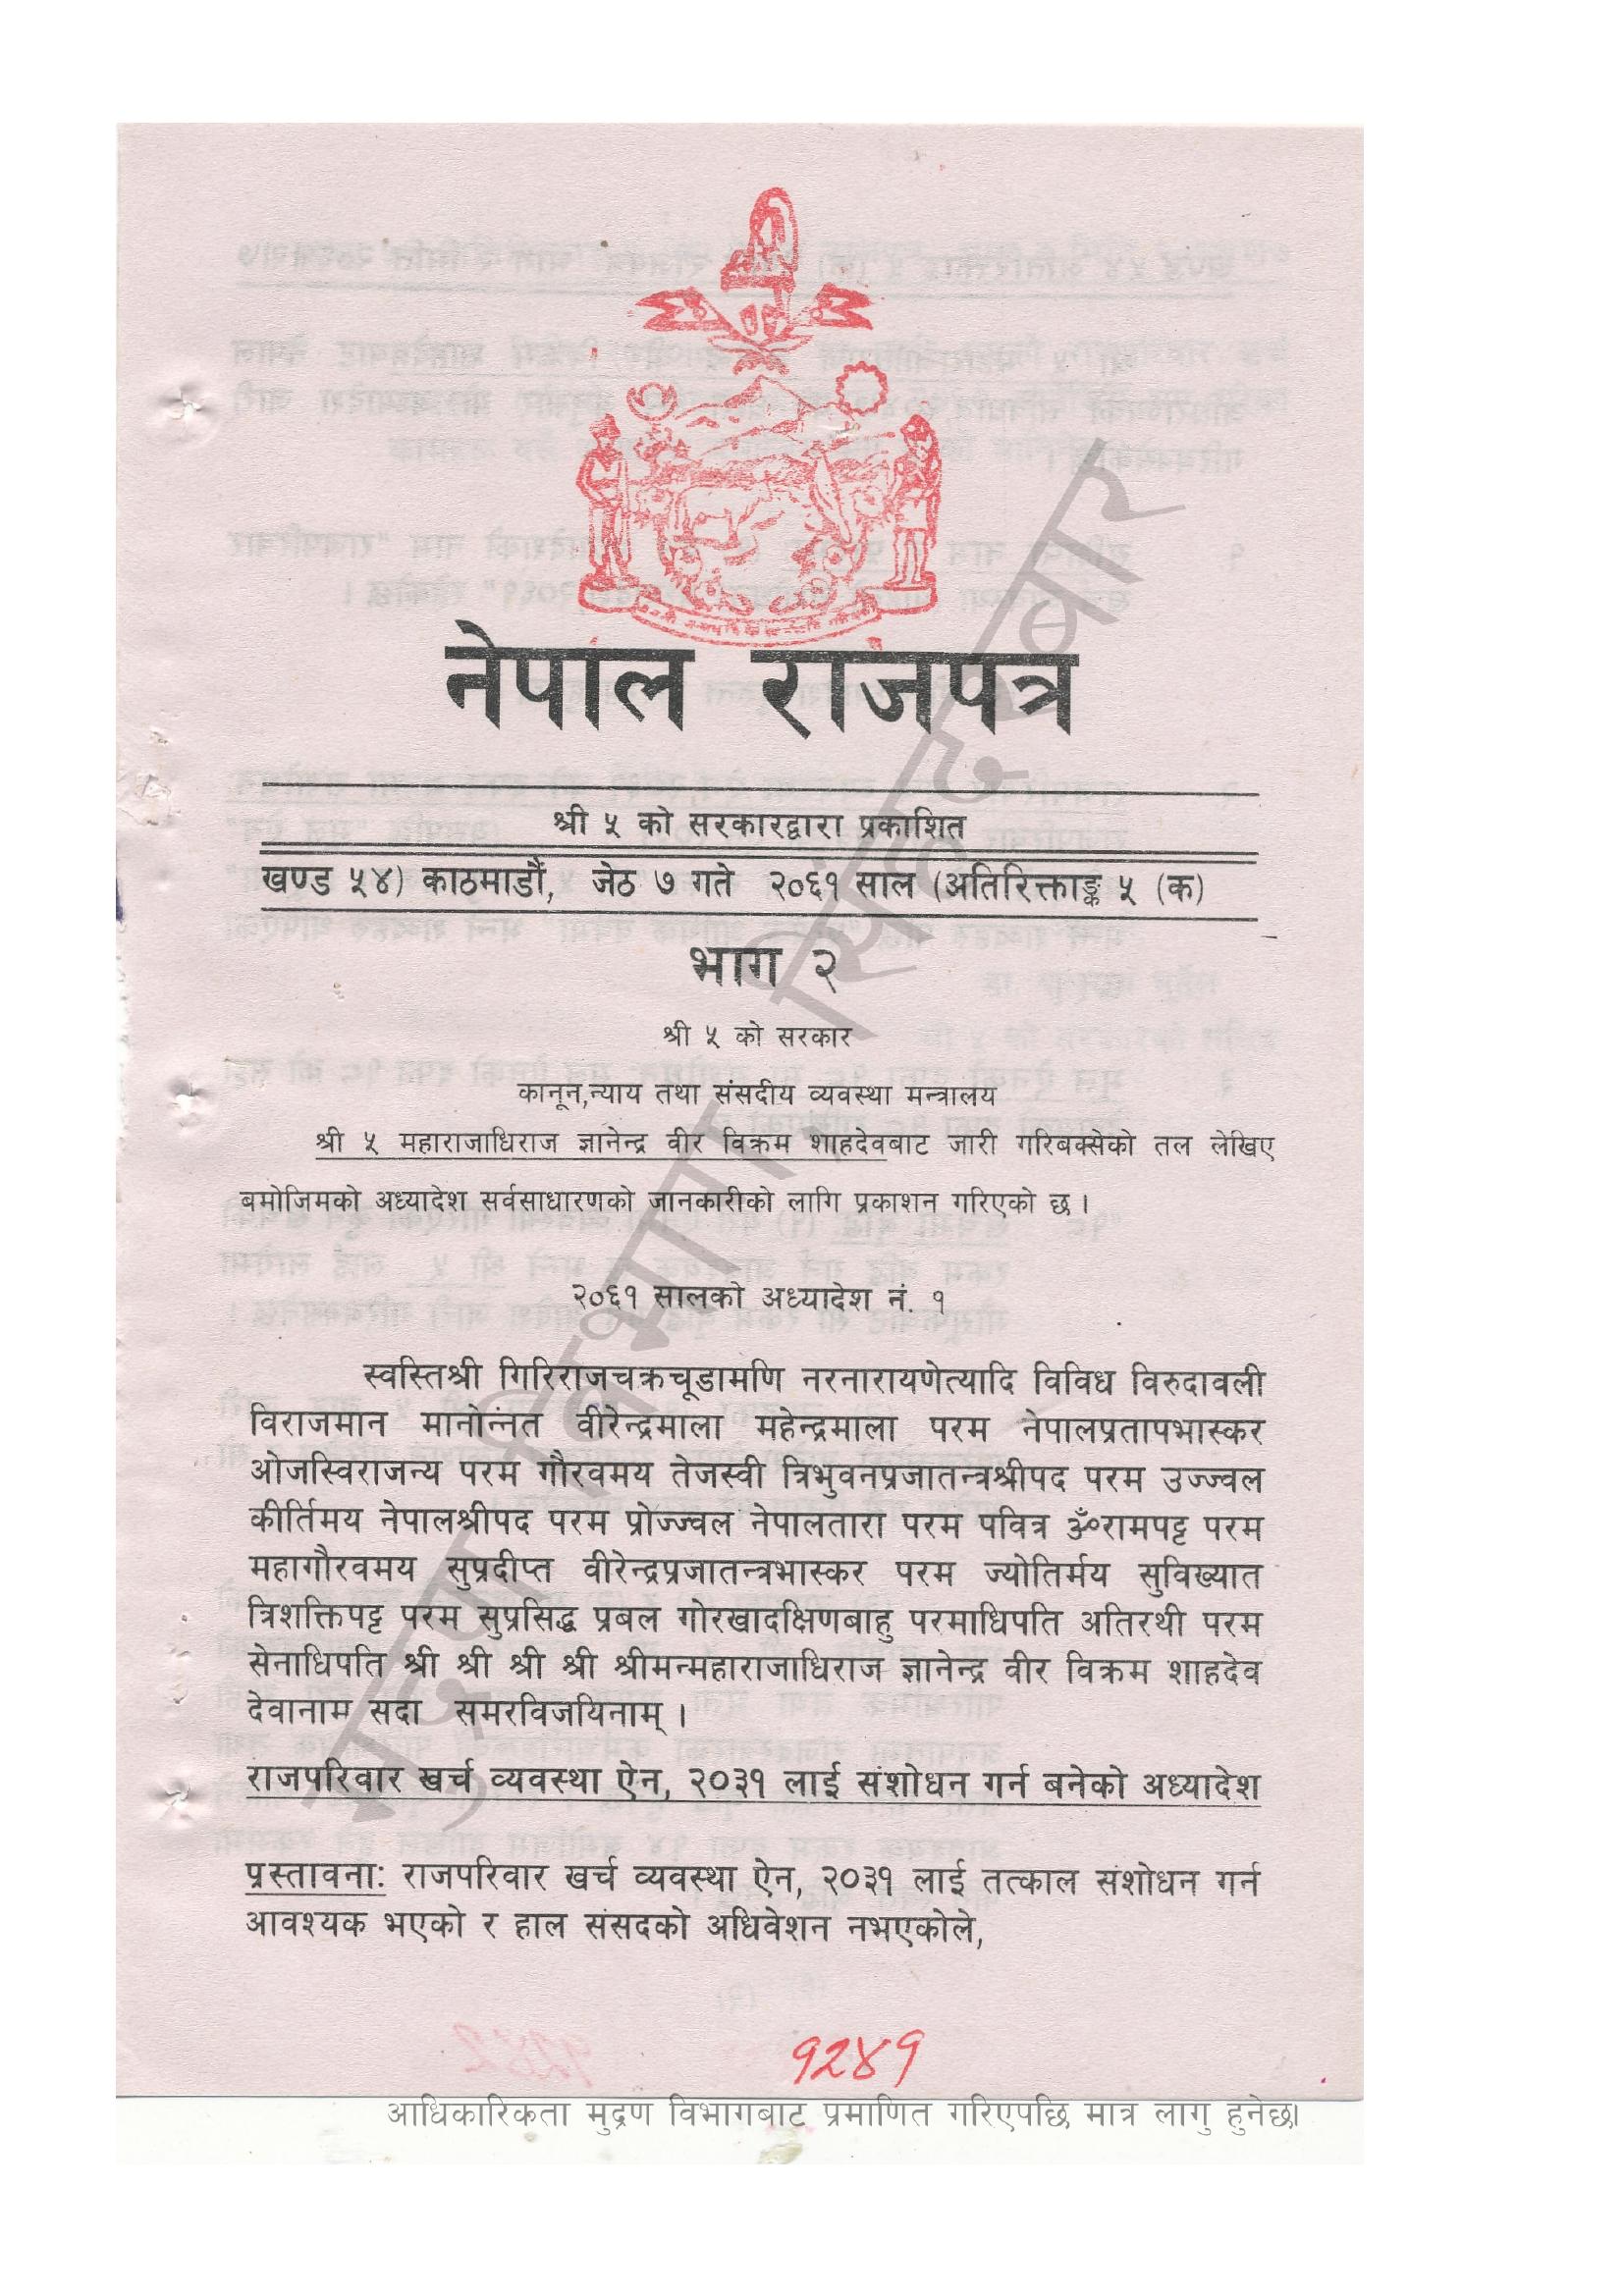 नेपाल राजपत्र
श्री ५ को सरकारद्वारा प्रकाशित
खण्ड ५४) काठमाडौं, जेठ ७ गते २०६१ साल (अतिरिक्ताङ्क ५ (क)
भाग २
श्री ५ को सरकार
कानून,न्याय तथा संसदीय व्यवस्था मन्त्रालय
श्री ५ महाराजाधिराज ज्ञानेन्द्र वीर विक्रम शाहदेवबाट जारी गरिबक्सेको तल लेखिए
बमोजिमको अध्यादेश सर्वसाधारणको जानकारीको लागि प्रकाशन गरिएको छ ।
२०६१ सालको अध्यादेश नं. १
स्वस्तिश्री गिरिराजचक्रचूडामणि नरनारायणेत्यादि विविध विरुदावली
विराजमान मानोन्नत वीरेन्द्रमाला महेन्द्रमाला परम नेपालप्रतापभास्कर
ओजस्विराजन्य परम गौरवमय तेजस्वी त्रिभुवनप्रजातन्त्रश्रीपद परम उज्ज्वल
कीर्तिमय नेपालश्रीपद परम प्रोज्ज्वल नेपालतारा परम पवित्र ॐरामपट्ट परम
महागौरवमय सुप्रदीप्त वीरेन्द्रप्रजातन्त्रभास्कर परम ज्योतिर्मय सुविख्यात
त्रिशक्तिपट्ट परम सुप्रसिद्ध प्रबल गोरखादक्षिणबाहु परमाधिपति अतिरथी परम
सेनाधिपति श्री श्री श्री श्री श्रीमन्महाराजाधिराज ज्ञानेन्द्र वीर विक्रम शाहदेव
देवानाम सदा समरविजयिनाम् ।
राजपरिवार खर्च व्यवस्था ऐन, २०३१ लाई संशोधन गर्न बनेको अध्यादेश
प्रस्तावना: राजपरिवार खर्च व्यवस्था ऐन, २०३१ लाई तत्काल संशोधन गर्न
आवश्यक भएको र हाल संसदको अधिवेशन नभएकोले,
१२४१
आधिकारिकता मुद्रण विभागबाट प्रमाणित गरिएपछि मात्र लागु हुनेछ।
मुद्रण विभाग, सिंहदरबार